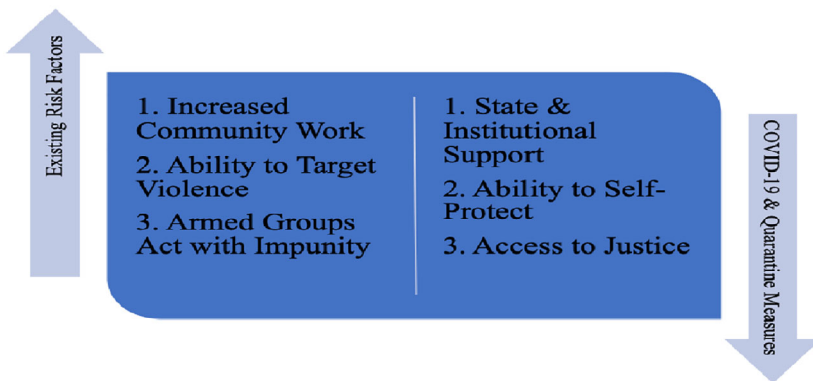 Existing Risk Factors
1. Increased
Community Work
2. Ability to Target
Violence
3. Armed Groups
Act with Impunity
1. State &
Institutional
Support
2. Ability to Self-
Protect
3. Access to Justice
COVID-19 & Quarantine Measures